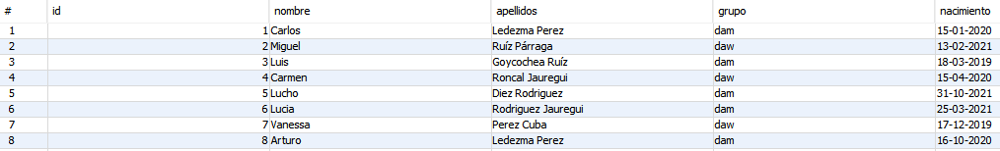 # id nombre apellidos grupo nacimiento
1 1 Carlos Ledezma Perez dam 15-01-2020
2 2 Miguel Ruíz Párraga daw 13-02-2021
3 3 Luis Goycochea Ruíz dam 18-03-2019
4 4 Carmen Roncal Jauregui daw 15-04-2020
5 5 Lucho Diez Rodriguez dam 31-10-2021
6 6 Lucia Rodriguez Jauregui dam 25-03-2021
7 7 Vanessa Perez Cuba daw 17-12-2019
8 8 Arturo Ledezma Perez dam 16-10-2020